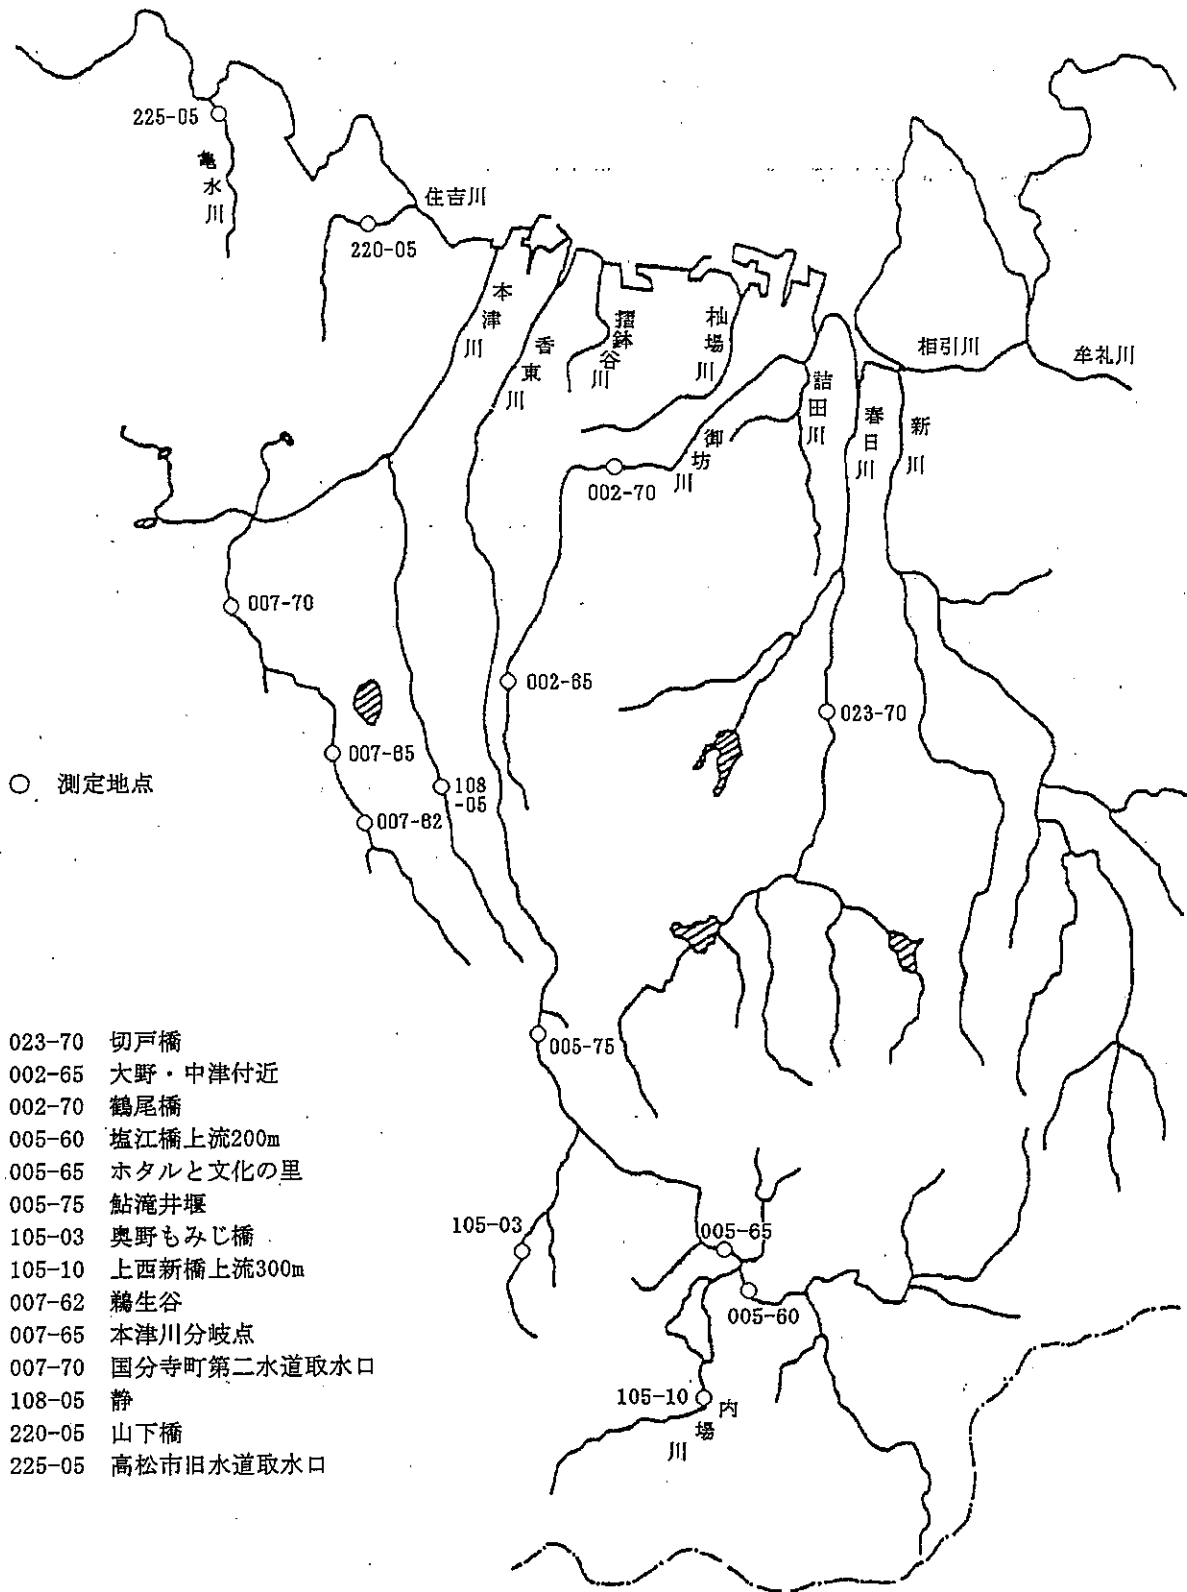 225-05
亀水川
住吉川
220-05
本津川
香東川
摺鉢谷川
杣場川
相引川
牟礼川
詰田川
御坊川
春日川
新川
002-70
007-70
002-65
023-70
007-65
108
-05
007-62
○ 測定地点
005-75
105-03
005-65
005-60
105-10
内場川
023-70 切戸橋
002-65 大野・中津付近
002-70 鶴尾橋
005-60 塩江橋上流200m
005-65 ホタルと文化の里
005-75 鮎滝井堰
105-03 奥野もみじ橋
105-10 上西新橋上流300m
007-62 鵜生谷
007-65 本津川分岐点
007-70 国分寺町第二水道取水口
108-05 静
220-05 山下橋
225-05 高松市旧水道取水口